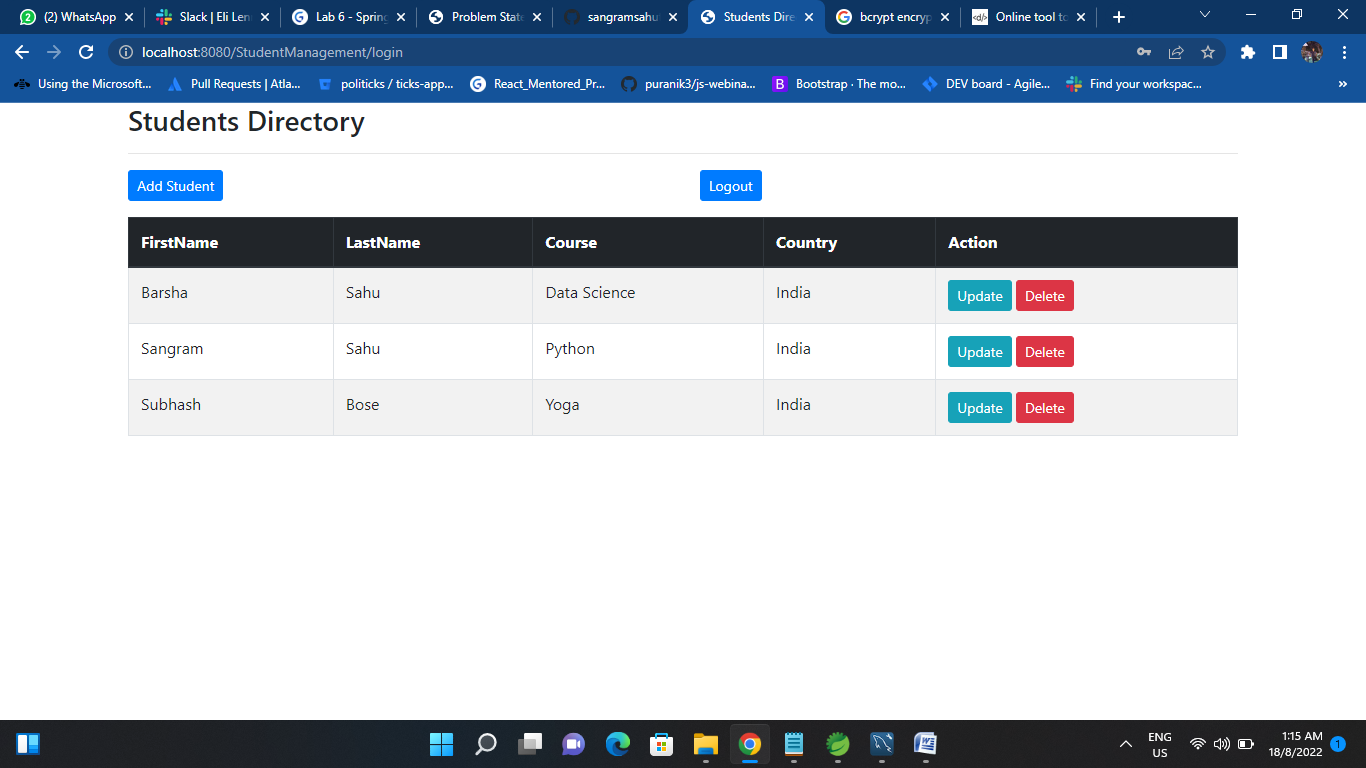 (2) WhatsApp Slack | Eli Len Lab 6 - Spring Problem State sangramsahu Students Dire bcrypt encryp Online tool to
localhost:8080/StudentManagement/login
Using the Microsoft... Pull Requests | Atla... politicks / ticks-app... React_Mentored_Pr... puranik3/js-webina... Bootstrap · The mo... DEV board - Agile... Find your workspac... »
Students Directory
Add Student Logout
FirstName LastName Course Country Action
Barsha Sahu Data Science India Update Delete
Sangram Sahu Python India Update Delete
Subhash Bose Yoga India Update Delete
ENG 1:15 AM
US 18/8/2022 1